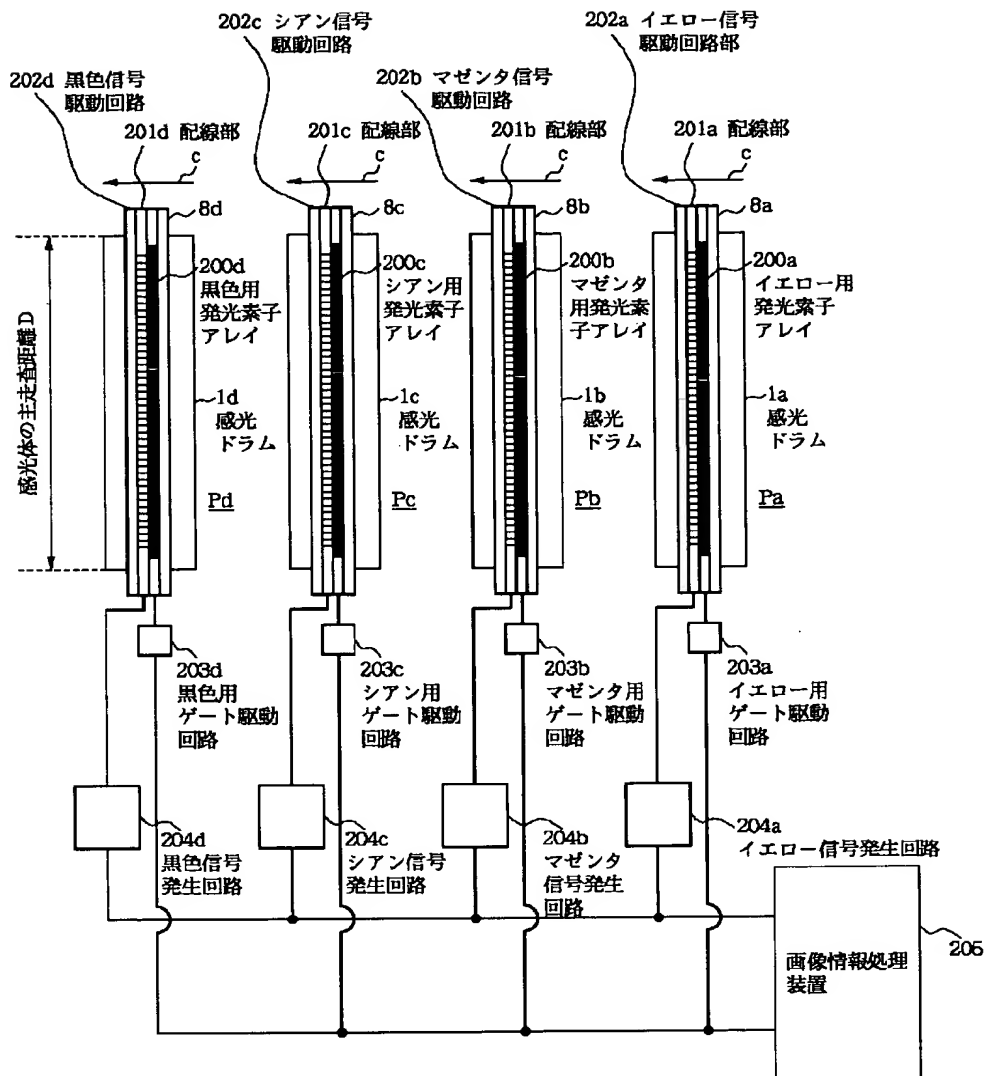 202c シアン信号
駆動回路
202a イエロー信号
駆動回路部
202d 黒色信号
駆動回路
202b マゼンタ信号
駆動回路
201d 配線部
201c 配線部
201b 配線部
201a 配線部
c
c
c
c
8d
8c
8b
8a
感光体の主走査距離D
200d
黒色用
発光素子
アレイ
200c
シアン用
発光素子
アレイ
200b
マゼンタ
用発光素
子アレイ
200a
イエロー用
発光素子
アレイ
1d
感光
ドラム
1c
感光
ドラム
1b
感光
ドラム
1a
感光
ドラム
Pd
Pc
Pb
Pa
203d
黒色用
ゲート駆動
回路
203c
シアン用
ゲート駆動
回路
203b
マゼンタ用
ゲート駆動
回路
203a
イエロー用
ゲート駆動
回路
204d
黒色信号
発生回路
204c
シアン信号
発生回路
204b
マゼンタ
信号発生
回路
204a
イエロー信号発生回路
205
画像情報処理
装置